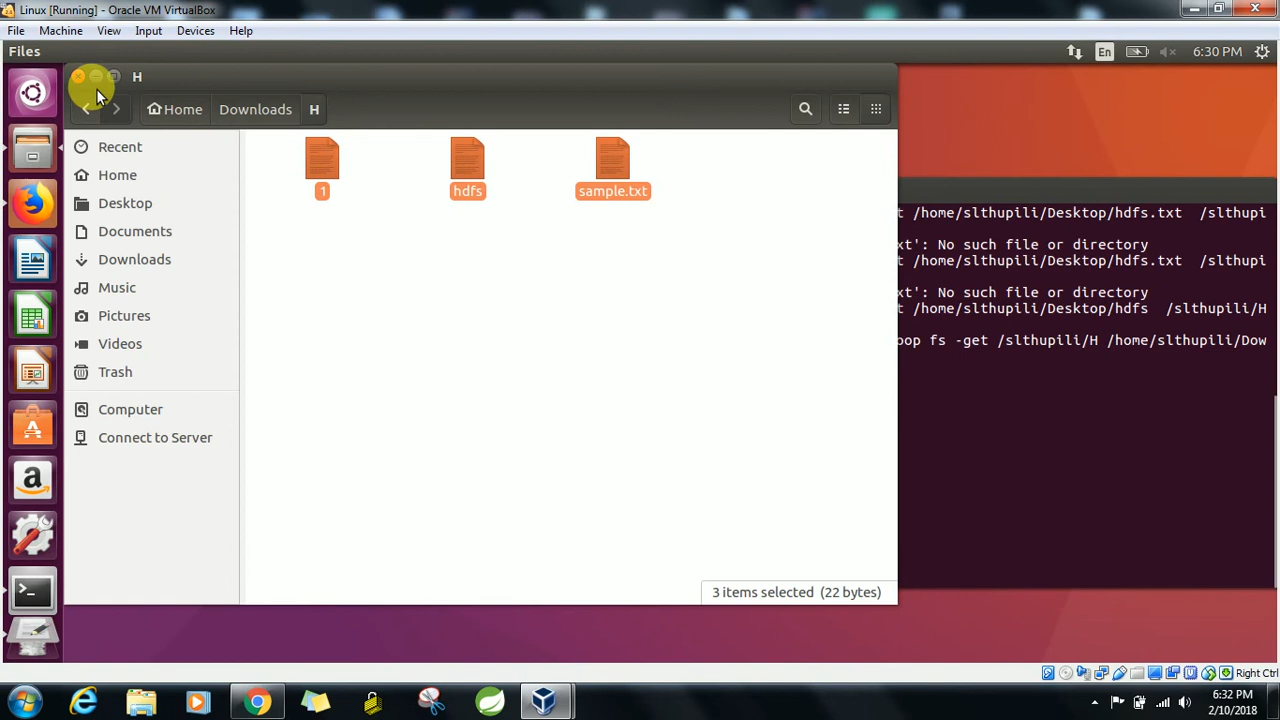 Linux [Running] - Oracle VM VirtualBox
File Machine View Input Devices Help
Files
En
6:30 PM
H
Home Downloads H
Recent
Home
Desktop
Documents
Downloads
Music
Pictures
Videos
Trash
Computer
Connect to Server
1 hdfs sample.txt
3 items selected (22 bytes)
t /home/slthupili/Desktop/hdfs.txt /slthupi
xt': No such file or directory
t /home/slthupili/Desktop/hdfs.txt /slthupi
xt': No such file or directory
t /home/slthupili/Desktop/hdfs /slthupili/H
oop fs -get /slthupili/H /home/slthupili/Dow
Right Ctrl
6:32 PM
2/10/2018